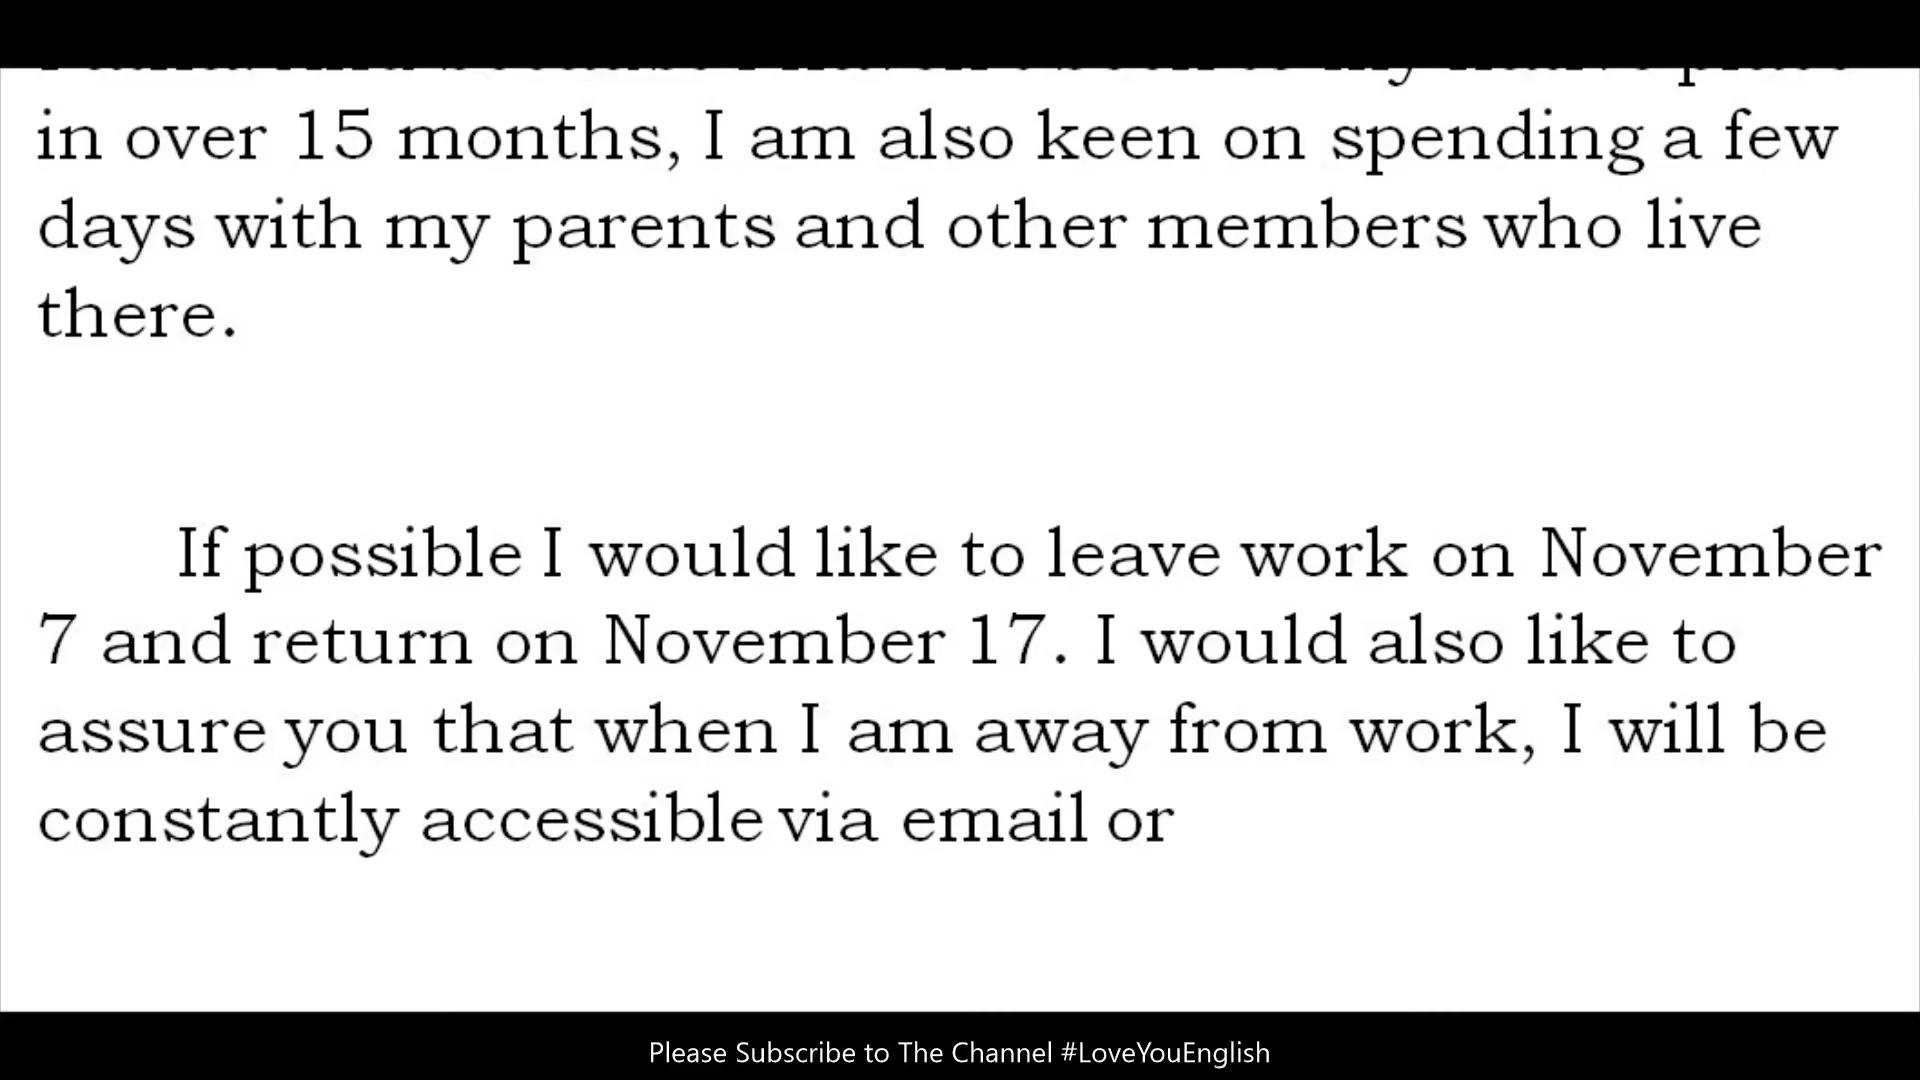 in over 15 months, I am also keen on spending a few
days with my parents and other members who live
there.
If possible I would like to leave work on November
7 and return on November 17. I would also like to
assure you that when I am away from work, I will be
constantly accessible via email or
Please Subscribe to The Channel #LoveYouEnglish